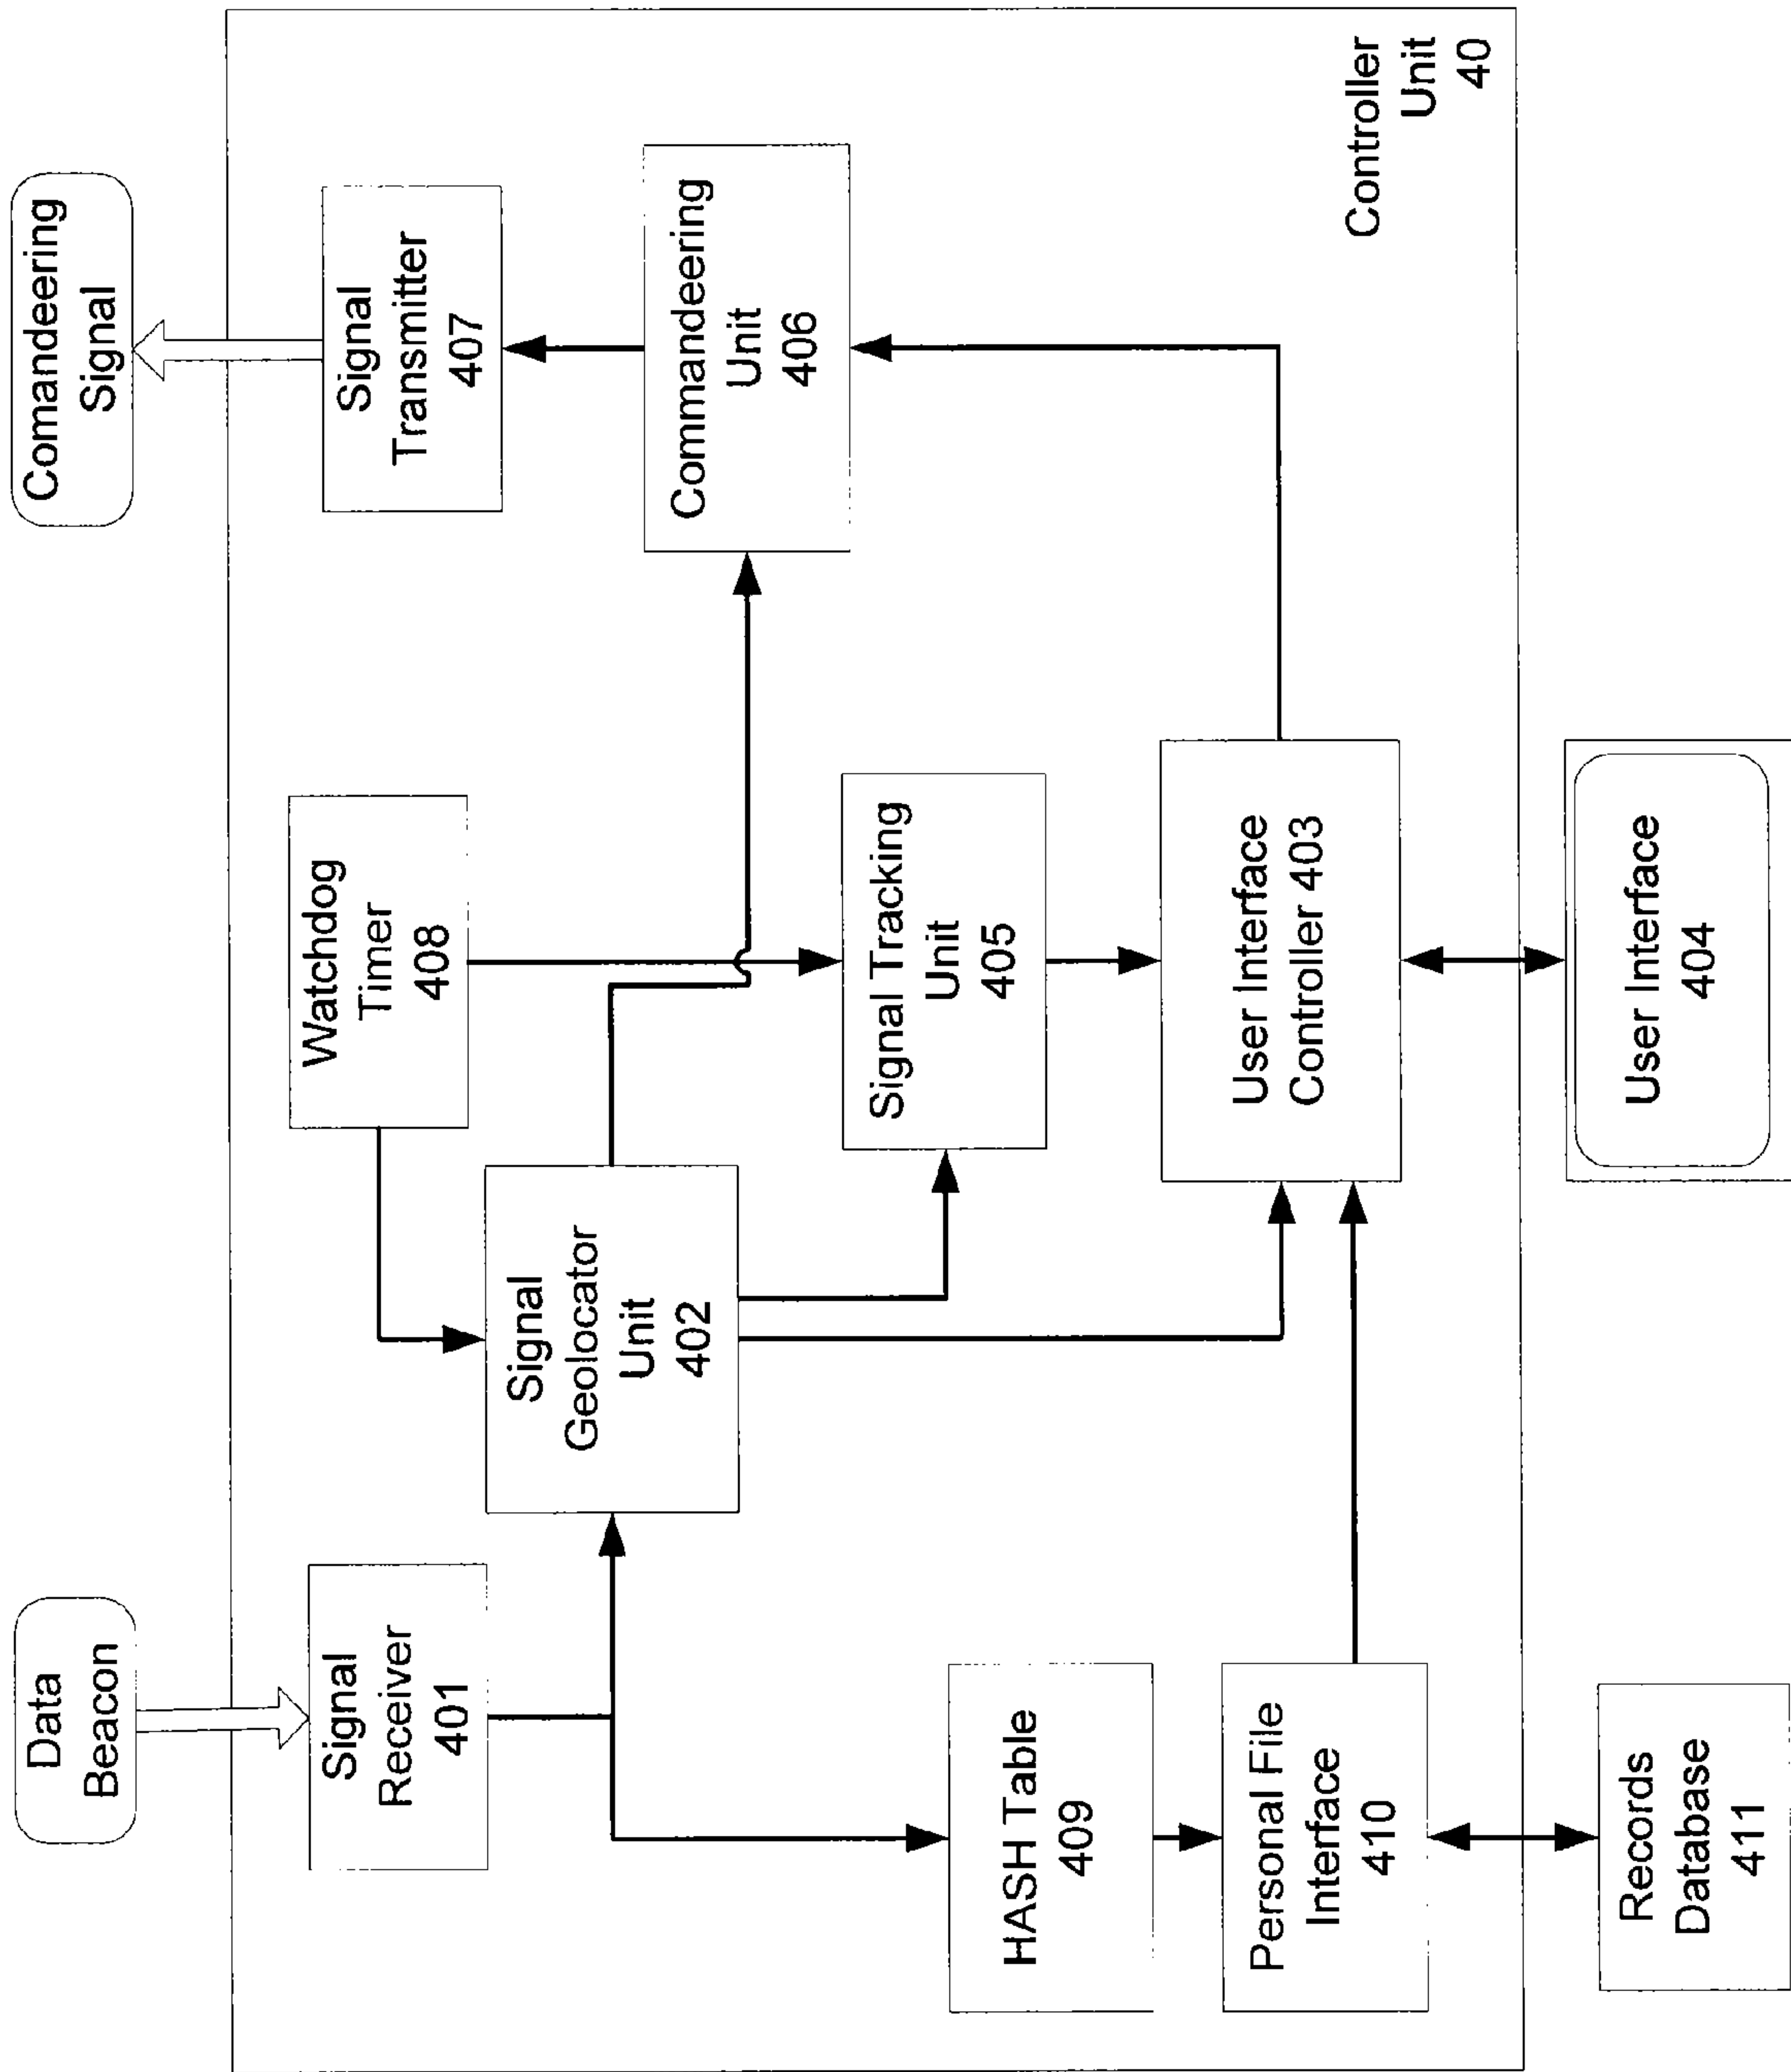 Data
Beacon
Comandeering
Signal
Signal
Receiver
401
Watchdog
Timer
408
Signal
Transmitter
407
Signal
Geolocator
Unit
402
Commandeering
Unit
406
HASH Table
409
Signal Tracking
Unit
405
Personal File
Interface
410
User Interface
Controller 403
Controller
Unit
40
Records
Database
411
User Interface
404